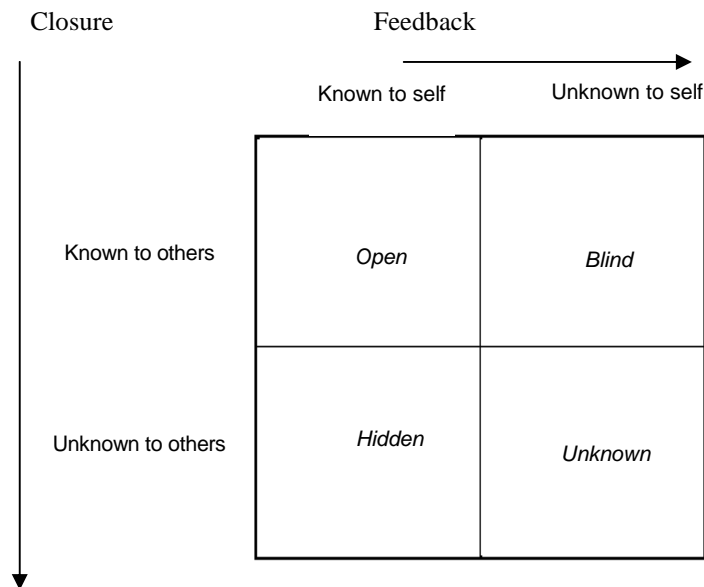 Closure Feedback
Known to self Unknown to self
Known to others Open Blind
Unknown to others Hidden Unknown